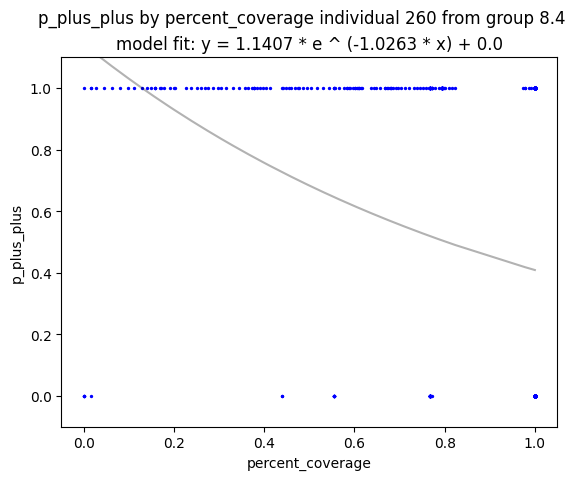 p_plus_plus by percent_coverage individual 260 from group 8.4
model fit: y = 1.1407 * e ^ (-1.0263 * x) + 0.0
1.0
0.8
0.6
0.4
0.2
0.0
p_plus_plus
0.0 0.2 0.4 0.6 0.8 1.0
percent_coverage